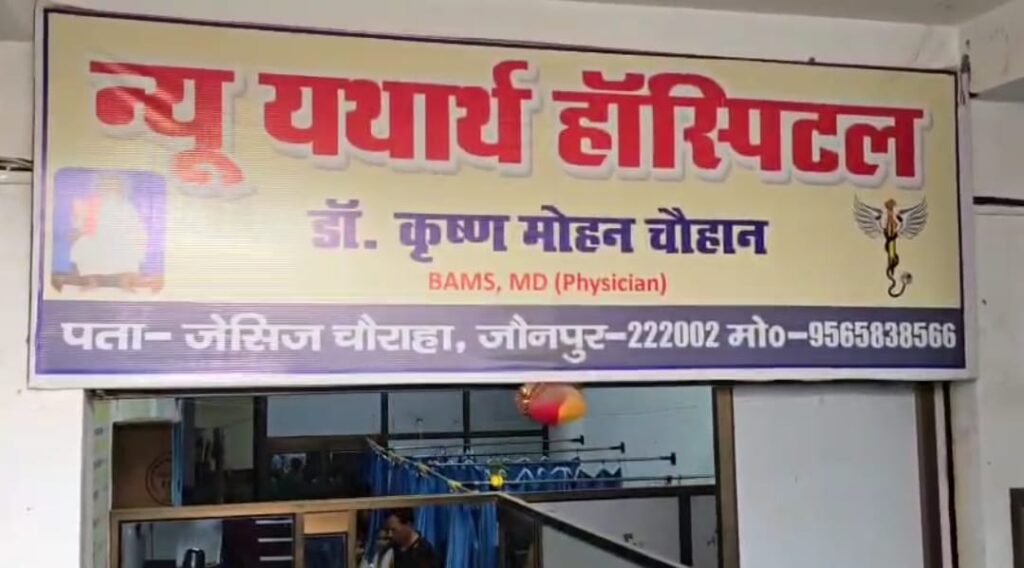 न्यू यथार्थ हॉस्पिटल
डॉ. कृष्ण मोहन चौहान
BAMS, MD (Physician)
पता- जेसिज चौराहा, जौनपुर-222002 मो०-9565838566